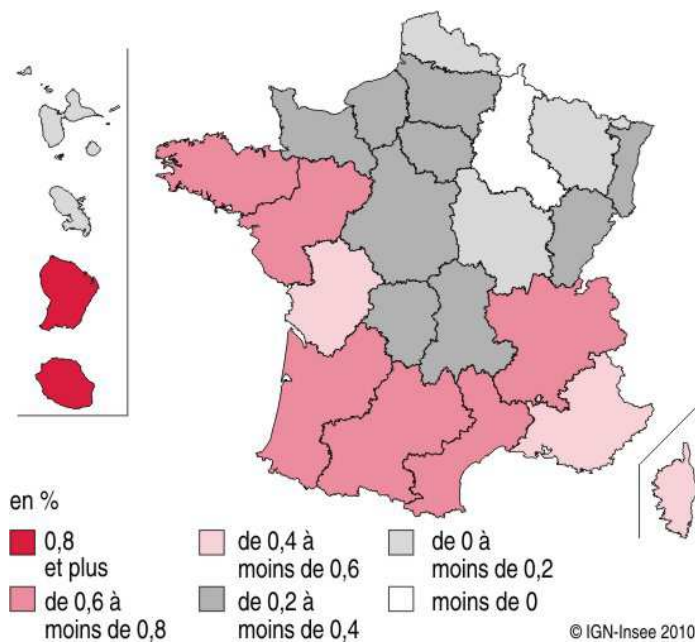 en %
0,8
et plus
de 0,6 à
moins de 0,8
de 0,4 à
moins de 0,6
de 0,2 à
moins de 0,4
de 0 à
moins de 0,2
moins de 0
© IGN-Insee 2010